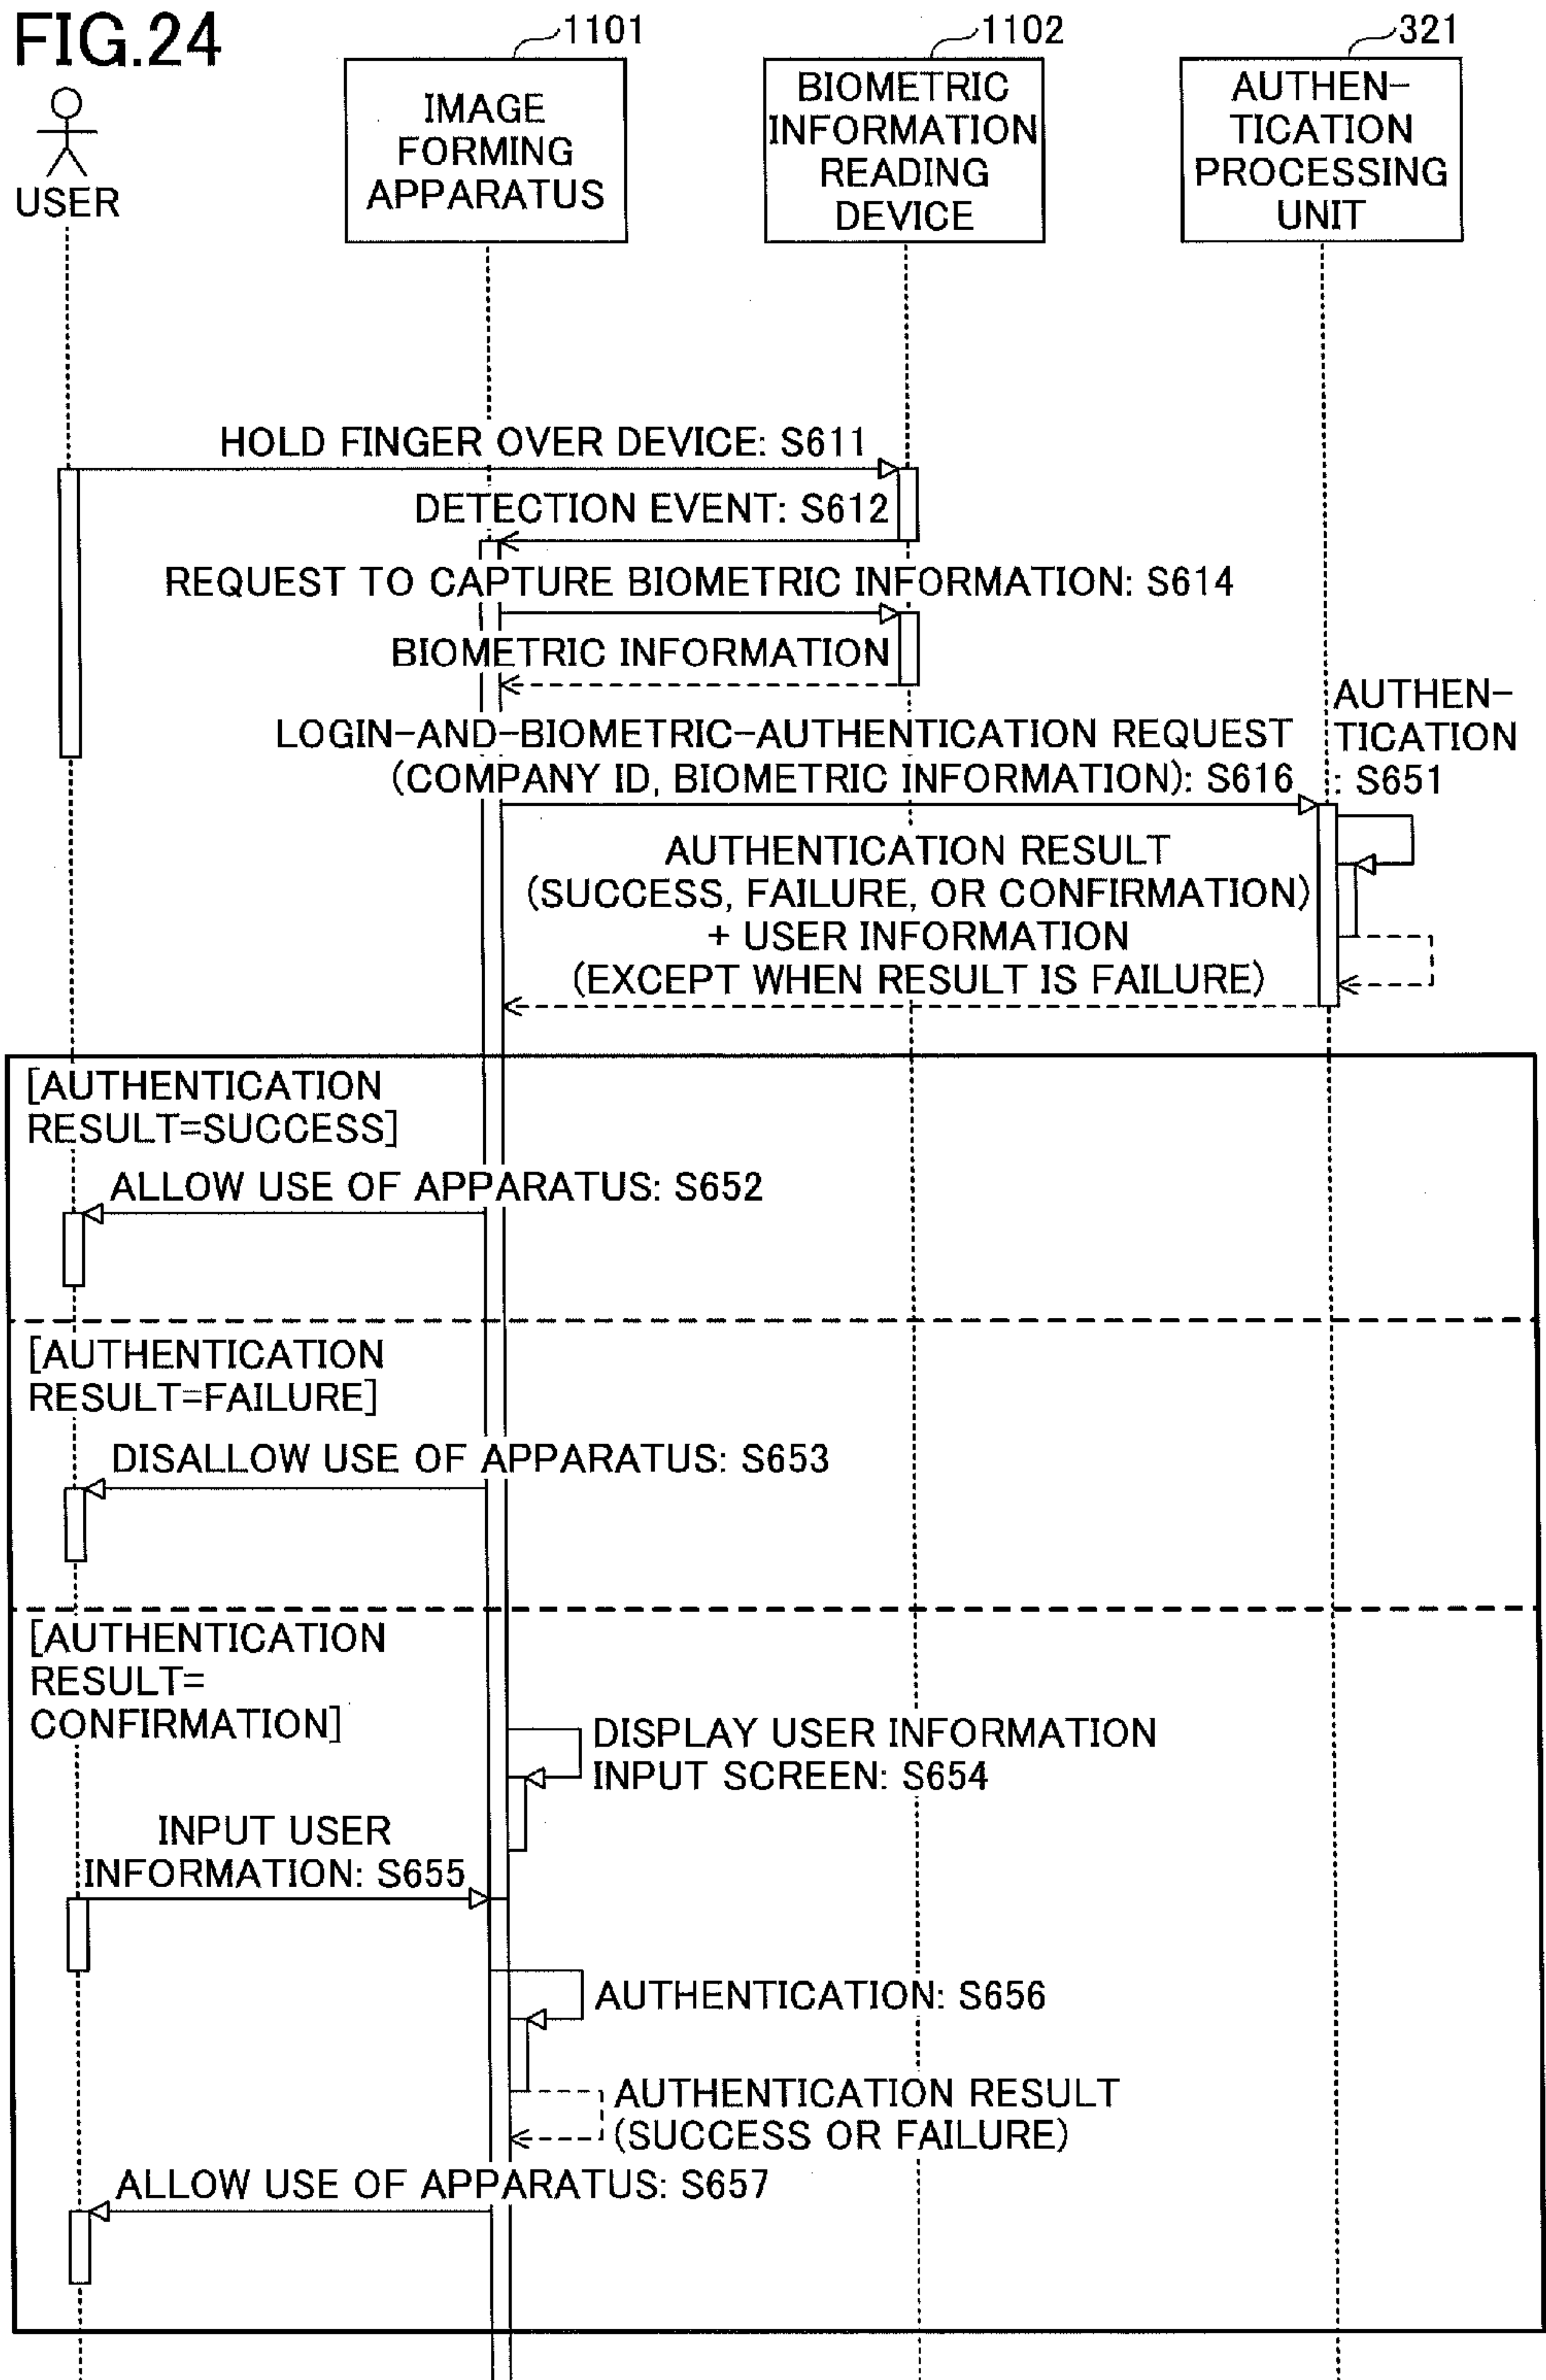 FIG.24
1101
1102
321
USER
IMAGE
FORMING
APPARATUS
BIOMETRIC
INFORMATION
READING
DEVICE
AUTHEN-
TICATION
PROCESSING
UNIT
HOLD FINGER OVER DEVICE: S611
DETECTION EVENT: S612
REQUEST TO CAPTURE BIOMETRIC INFORMATION: S614
BIOMETRIC INFORMATION
LOGIN-AND-BIOMETRIC-AUTHENTICATION REQUEST
(COMPANY ID, BIOMETRIC INFORMATION): S616
AUTHEN-
TICATION
: S651
AUTHENTICATION RESULT
(SUCCESS, FAILURE, OR CONFIRMATION)
+ USER INFORMATION
(EXCEPT WHEN RESULT IS FAILURE)
[AUTHENTICATION
RESULT=SUCCESS]
ALLOW USE OF APPARATUS: S652
[AUTHENTICATION
RESULT=FAILURE]
DISALLOW USE OF APPARATUS: S653
[AUTHENTICATION
RESULT=
CONFIRMATION]
DISPLAY USER INFORMATION
INPUT SCREEN: S654
INPUT USER
INFORMATION: S655
AUTHENTICATION: S656
AUTHENTICATION RESULT
(SUCCESS OR FAILURE)
ALLOW USE OF APPARATUS: S657